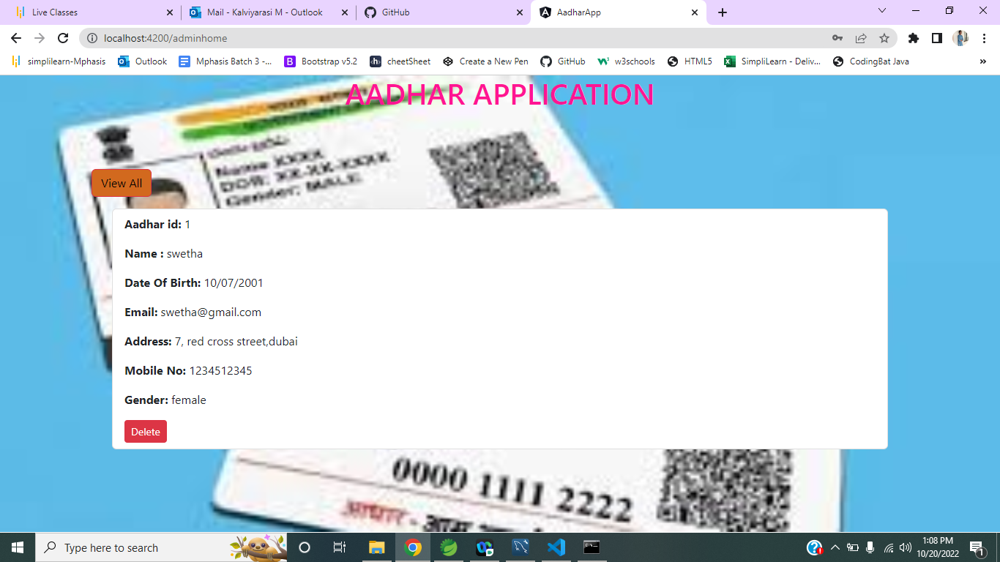 Live Classes
Mail - Kalviyarasi M - Outlook
GitHub
AadharApp
localhost:4200/adminhome
simplilearn-Mphasis
Outlook
Mphasis Batch 3 -...
Bootstrap v5.2
cheetSheet
Create a New Pen
GitHub
w3schools
HTML5
SimpliLearn - Deliv...
CodingBat Java
»
AADHAR APPLICATION
Name XXXX
DOB: XX-XX-XXXX
Gender: MALE
View All
Aadhar id: 1
Name : swetha
Date Of Birth: 10/07/2001
Email: swetha@gmail.com
Address: 7, red cross street,dubai
Mobile No: 1234512345
Gender: female
Delete
0000 1111 2222
आधार - आम
Type here to search
1:08 PM
10/20/2022
1